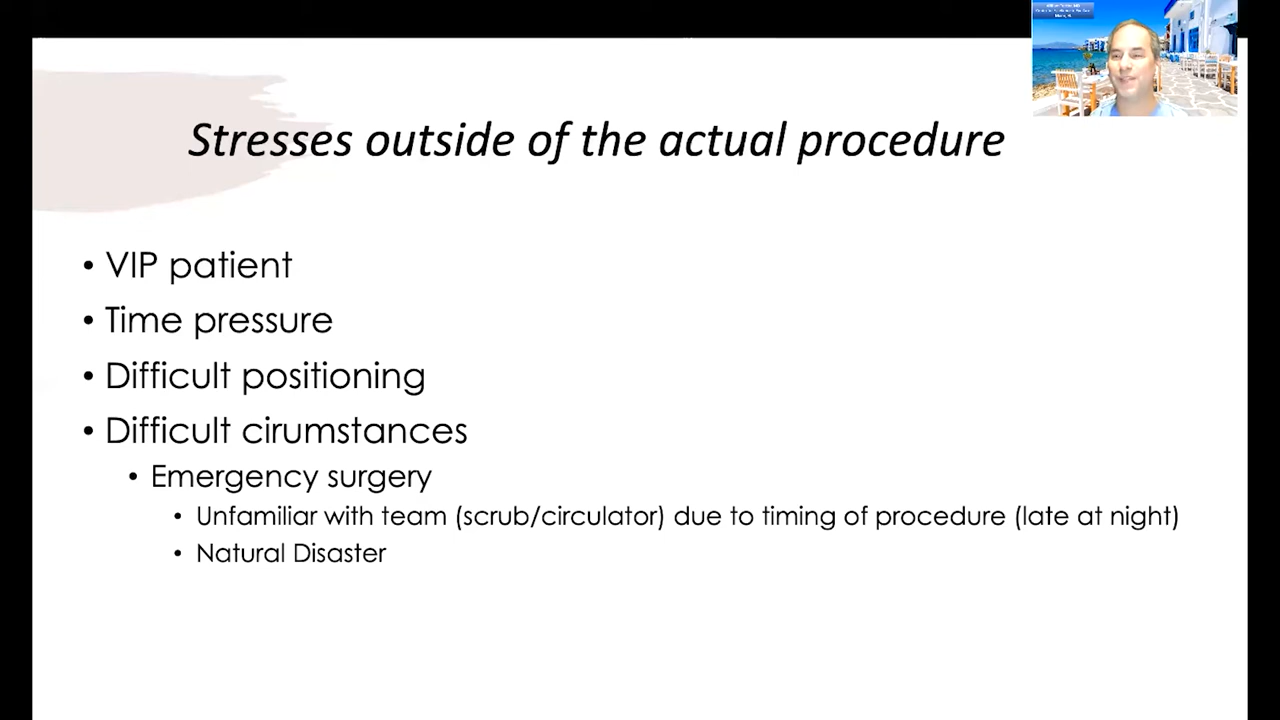 Stresses outside of the actual procedure
• VIP patient
• Time pressure
• Difficult positioning
• Difficult cirumstances
• Emergency surgery
• Unfamiliar with team (scrub/circulator) due to timing of procedure (late at night)
• Natural Disaster